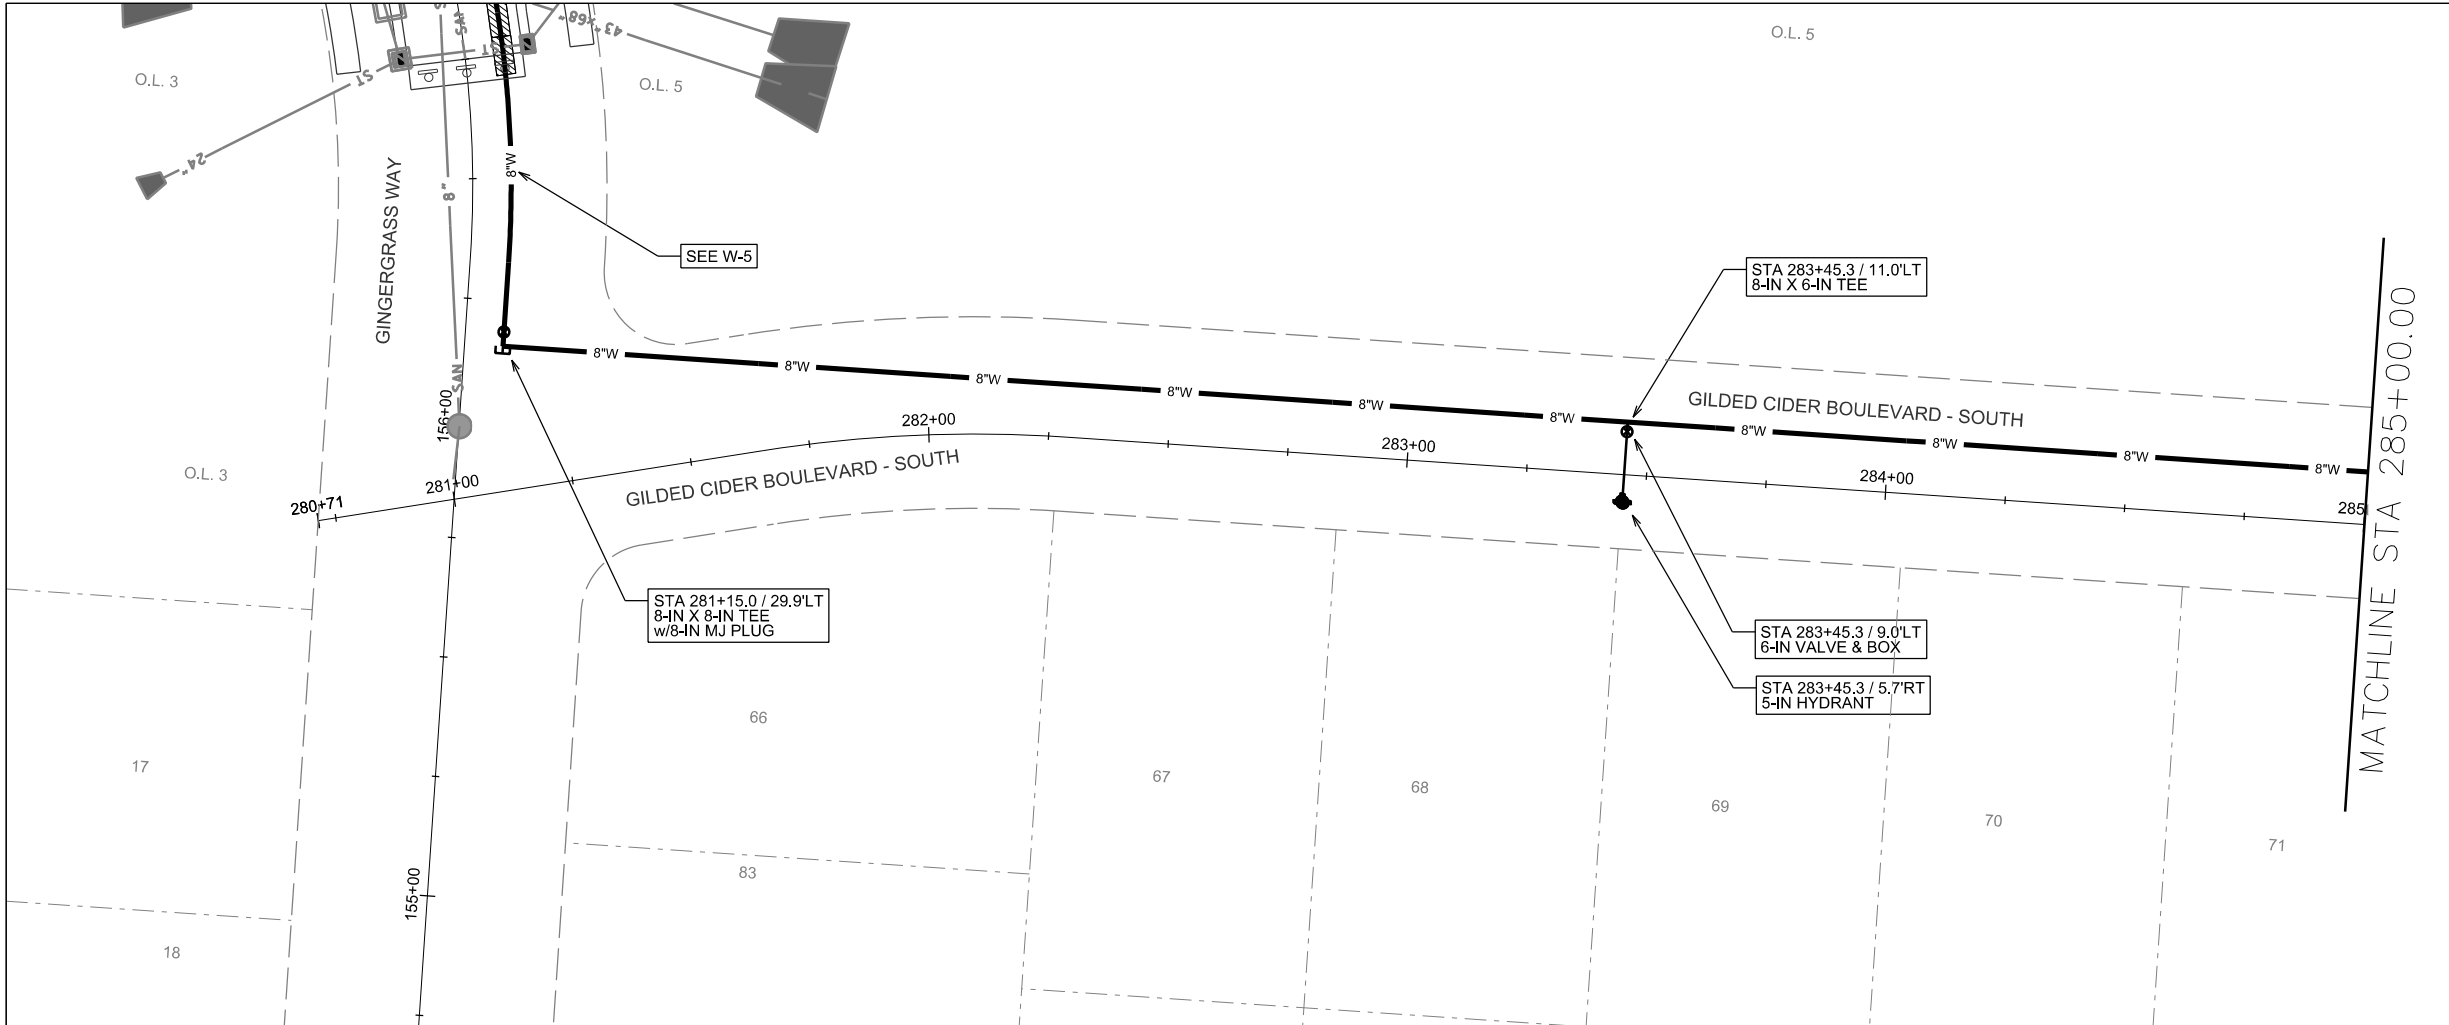 O.L. 3
O.L. 5
O.L. 5
43"x68"
ST
24"
SAN
8"
GINGERGRASS WAY
8"W
SEE W-5
STA 283+45.3 / 11.0'LT
8-IN X 6-IN TEE
8"W
8"W
8"W
8"W
8"W
8"W
8"W
8"W
8"W
8"W
GILDED CIDER BOULEVARD - SOUTH
MATCHLINE STA 285+00.00
SAN
156+00
O.L. 3
280+71
281+00
282+00
283+00
284+00
285
GILDED CIDER BOULEVARD - SOUTH
STA 281+15.0 / 29.9'LT
8-IN X 8-IN TEE
w/8-IN MJ PLUG
STA 283+45.3 / 9.0'LT
6-IN VALVE & BOX
STA 283+45.3 / 5.7'RT
5-IN HYDRANT
66
17
67
68
69
70
71
83
155+00
18